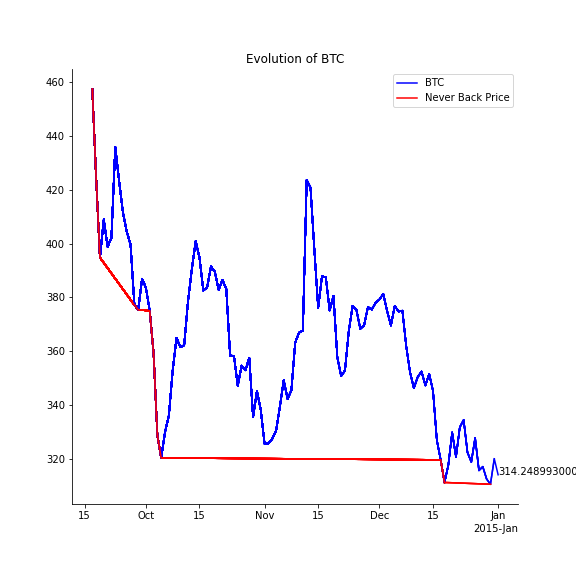 Evolution of BTC
BTC
Never Back Price
460
440
420
400
380
360
340
320
314.248993000
15
Oct
15
Nov
15
Dec
15
Jan
2015-Jan